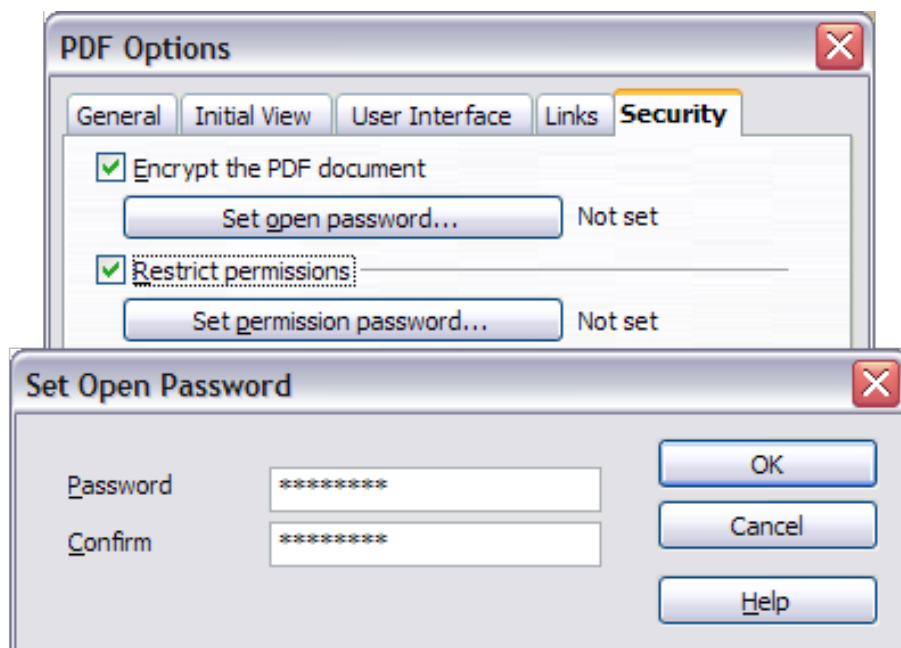 PDF Options
General Initial View User Interface Links Security
Encrypt the PDF document
Set open password... Not set
Restrict permissions
Set permission password... Not set
Set Open Password
Password ******** OK
Confirm ******** Cancel
Help